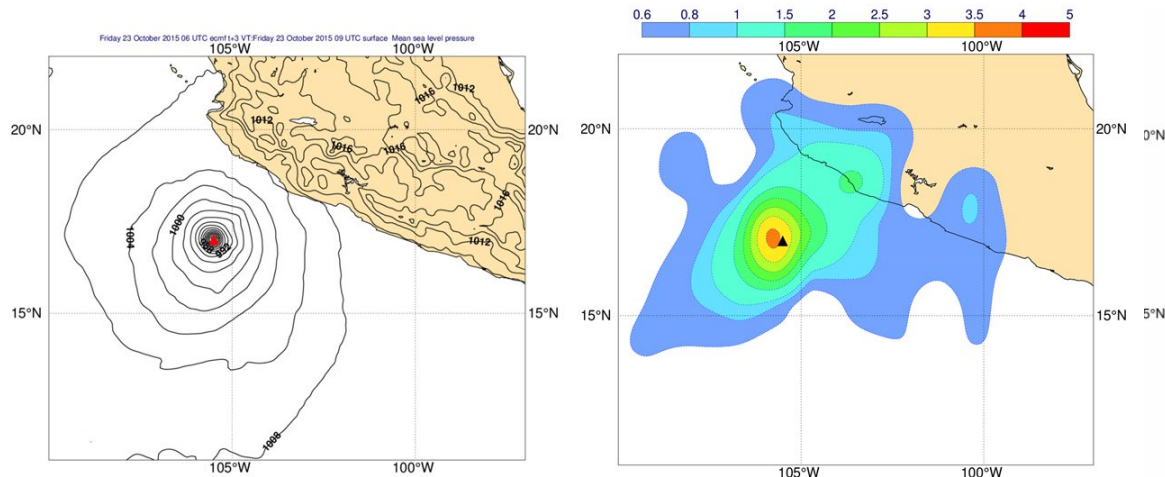 Friday 23 October 2015 06 UTC ecmf t+3 VT:Friday 23 October 2015 09 UTC surface Mean sea level pressure
105°W 100°W
1012
1016
20°N 20°N
1012
1016 1016
1016
1000
1004
992
1012
15°N 15°N
1008
105°W 100°W
0.6 0.8 1 1.5 2 2.5 3 3.5 4 5
105°W 100°W
20°N 20°N 0°N
15°N 15°N 5°N
105°W 100°W